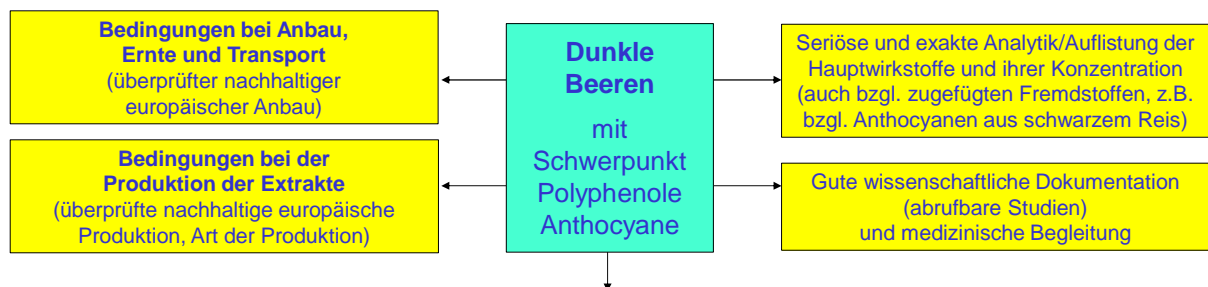 Bedingungen bei Anbau,
Ernte und Transport
(überprüfter nachhaltiger
europäischer Anbau)
Bedingungen bei der
Produktion der Extrakte
(überprüfte nachhaltige europäische
Produktion, Art der Produktion)
Dunkle
Beeren
mit
Schwerpunkt
Polyphenole
Anthocyane
Seriöse und exakte Analytik/Auflistung der
Hauptwirkstoffe und ihrer Konzentration
(auch bzgl. zugefügten Fremdstoffen, z.B.
bzgl. Anthocyanen aus schwarzem Reis)
Gute wissenschaftliche Dokumentation
(abrufbare Studien)
und medizinische Begleitung